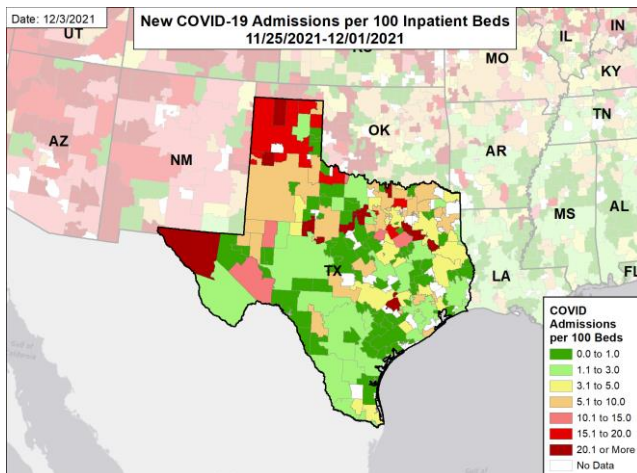 Date: 12/3/2021
New COVID-19 Admissions per 100 Inpatient Beds
11/25/2021-12/01/2021
UT
IL
IN
MO
KY
TN
OK
AZ
NM
AR
MS
AL
TX
LA
FL
COVID
Admissions
per 100 Beds
0.0 to 1.0
1.1 to 3.0
3.1 to 5.0
5.1 to 10.0
10.1 to 15.0
15.1 to 20.0
20.1 or More
No Data